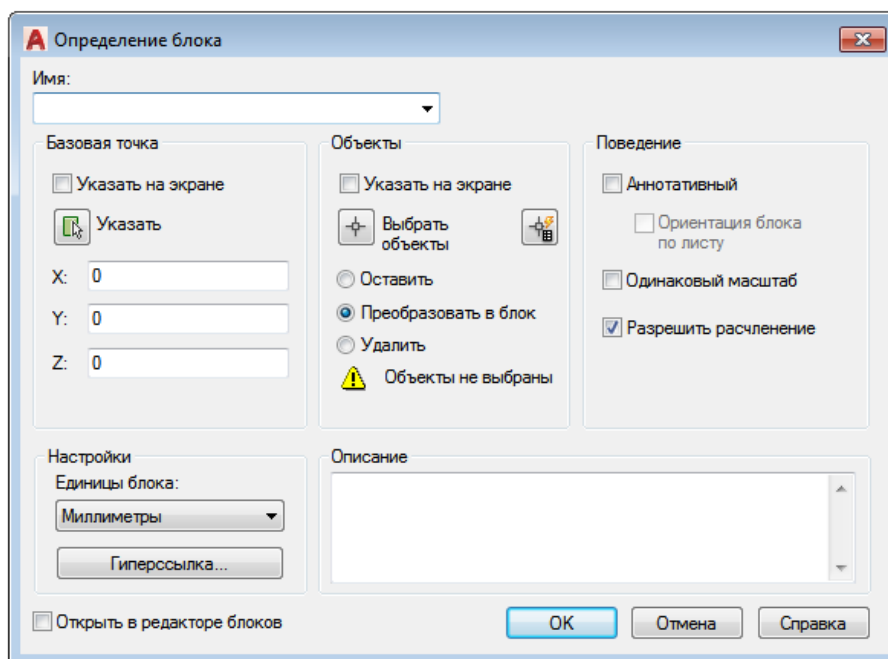 Определение блока
Имя:
Базовая точка
Указать на экране
Указать
X: 0
Y: 0
Z: 0
Объекты
Указать на экране
Выбрать
объекты
Оставить
Преобразовать в блок
Удалить
Объекты не выбраны
Поведение
Аннотативный
Ориентация блока
по листу
Одинаковый масштаб
Разрешить расчленение
Настройки
Единицы блока:
Миллиметры
Гиперссылка...
Описание
Открыть в редакторе блоков
OK
Отмена
Справка